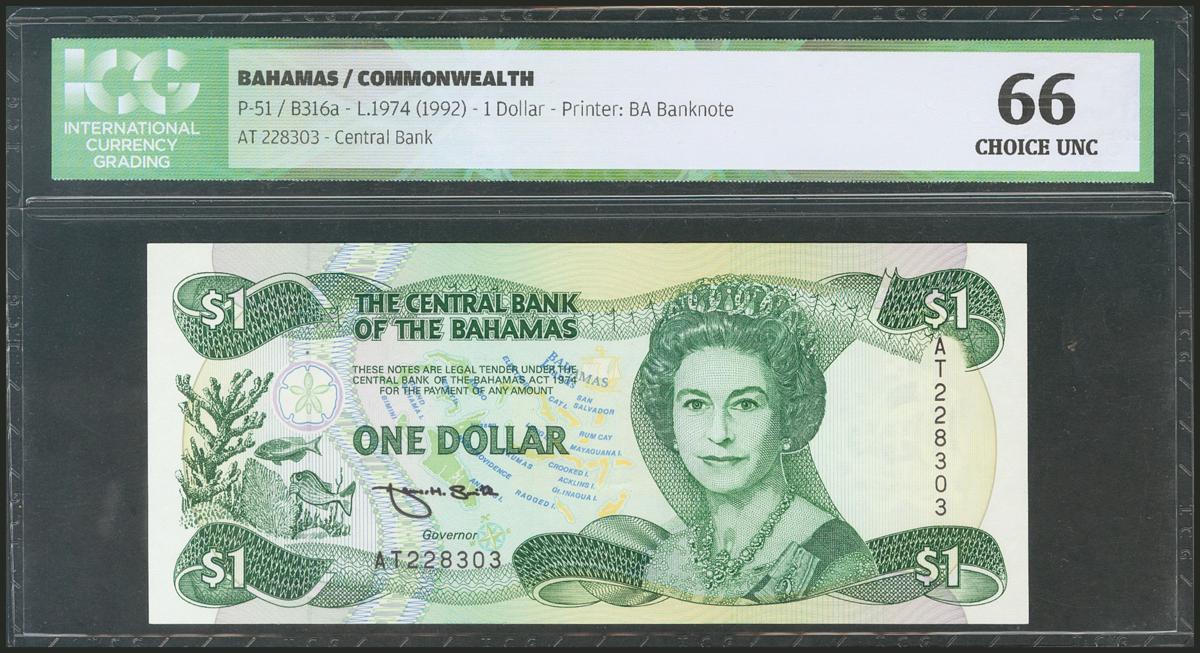 ICG
INTERNATIONAL
CURRENCY
GRADING
BAHAMAS / COMMONWEALTH
P-51 / B316a - L.1974 (1992) - 1 Dollar - Printer: BA Banknote
AT 228303 - Central Bank
66
CHOICE UNC
$1
THE CENTRAL BANK
OF THE BAHAMAS
$1
THESE NOTES ARE LEGAL TENDER UNDER THE
CENTRAL BANK OF THE BAHAMAS ACT 1974
FOR THE PAYMENT OF ANY AMOUNT
BAHAMAS
BIMINI
CAT I.
SAN
SALVADOR
RUM CAY
MAYAGUANA I.
CROOKED I.
ACKLINS I.
GT. INAGUA I.
RAGGED I.
ONE DOLLAR
Governor
AT228303
AT228303
$1
$1